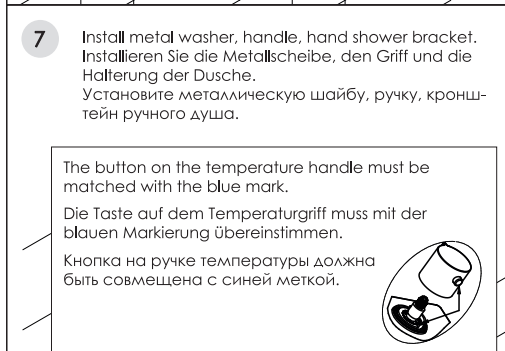 7
Install metal washer, handle, hand shower bracket.
Installieren Sie die Metallscheibe, den Griff und die
Halterung der Dusche.
Установите металлическую шайбу, ручку, кронш-
тейн ручного душа.
The button on the temperature handle must be
matched with the blue mark.
Die Taste auf dem Temperaturgriff muss mit der
blauen Markierung übereinstimmen.
Кнопка на ручке температуры должна
быть совмещена с синей меткой.